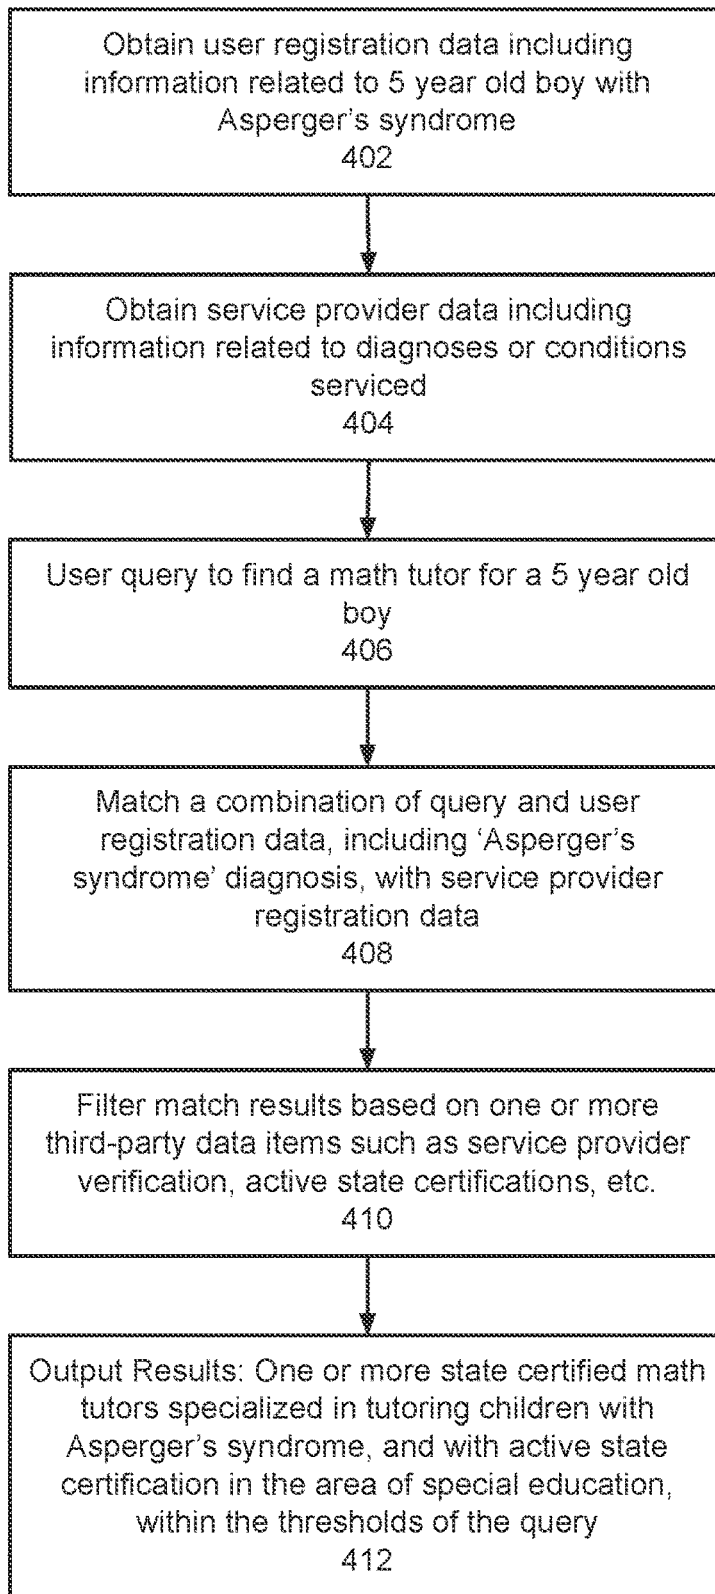 Obtain user registration data including
information related to 5 year old boy with
Asperger's syndrome
402
Obtain service provider data including
information related to diagnoses or conditions
serviced
404
User query to find a math tutor for a 5 year old
boy
406
Match a combination of query and user
registration data, including ‘Asperger's
syndrome’ diagnosis, with service provider
registration data
408
Filter match results based on one or more
third-party data items such as service provider
verification, active state certifications, etc.
410
Output Results: One or more state certified math
tutors specialized in tutoring children with
Asperger's syndrome, and with active state
certification in the area of special education,
within the thresholds of the query
412